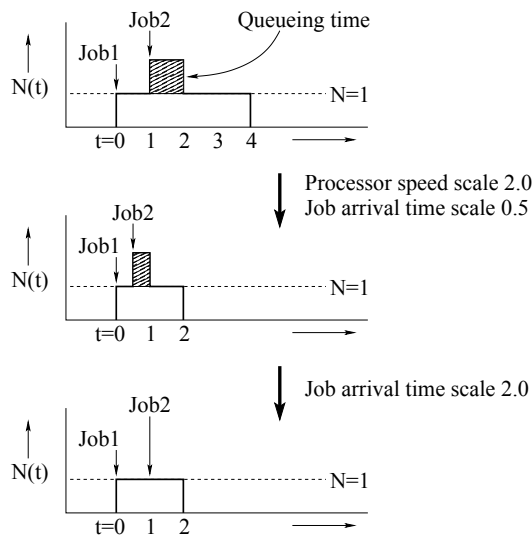 Job2
Queueing time
Job1
N(t)
N=1
t=0 1 2 3 4
Processor speed scale 2.0
Job arrival time scale 0.5
Job2
Job1
N(t)
N=1
t=0 1 2
Job arrival time scale 2.0
Job2
Job1
N(t)
N=1
t=0 1 2